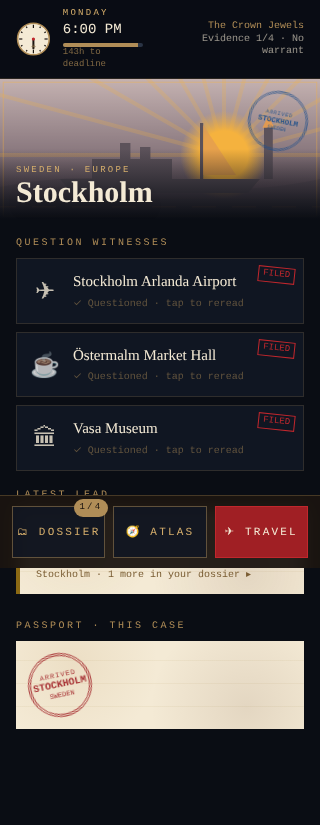 MONDAY
6:00 PM
143h to
deadline
The Crown Jewels
Evidence 1/4 · No
warrant
ARRIVED
STOCKHOLM
SWEDEN · EUROPE
Stockholm
QUESTION WITNESSES
Stockholm Arlanda Airport
FILED
✓ Questioned · tap to reread
Östermalm Market Hall
FILED
✓ Questioned · tap to reread
Vasa Museum
FILED
✓ Questioned · tap to reread
LATEST LEAD
1/4
DOSSIER
ATLAS
TRAVEL
Stockholm · 1 more in your dossier ▸
PASSPORT · THIS CASE
ARRIVED
STOCKHOLM
SWEDEN